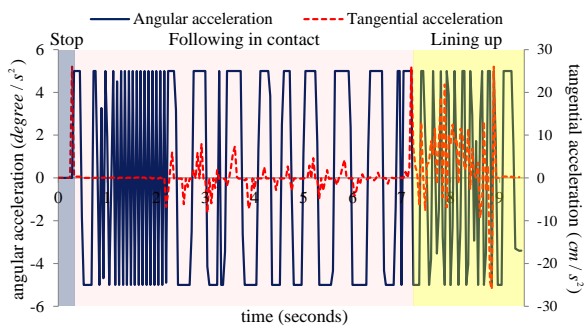 Angular acceleration Tangential acceleration
Stop Following in contact Lining up
angular acceleration (degree / s²)
6
4
2
0
-2
-4
-6
0 1 2 3 4 5 6 7 8 9
30
20
10
0
-10
-20
-30
tangential acceleration (cm / s²)
time (seconds)